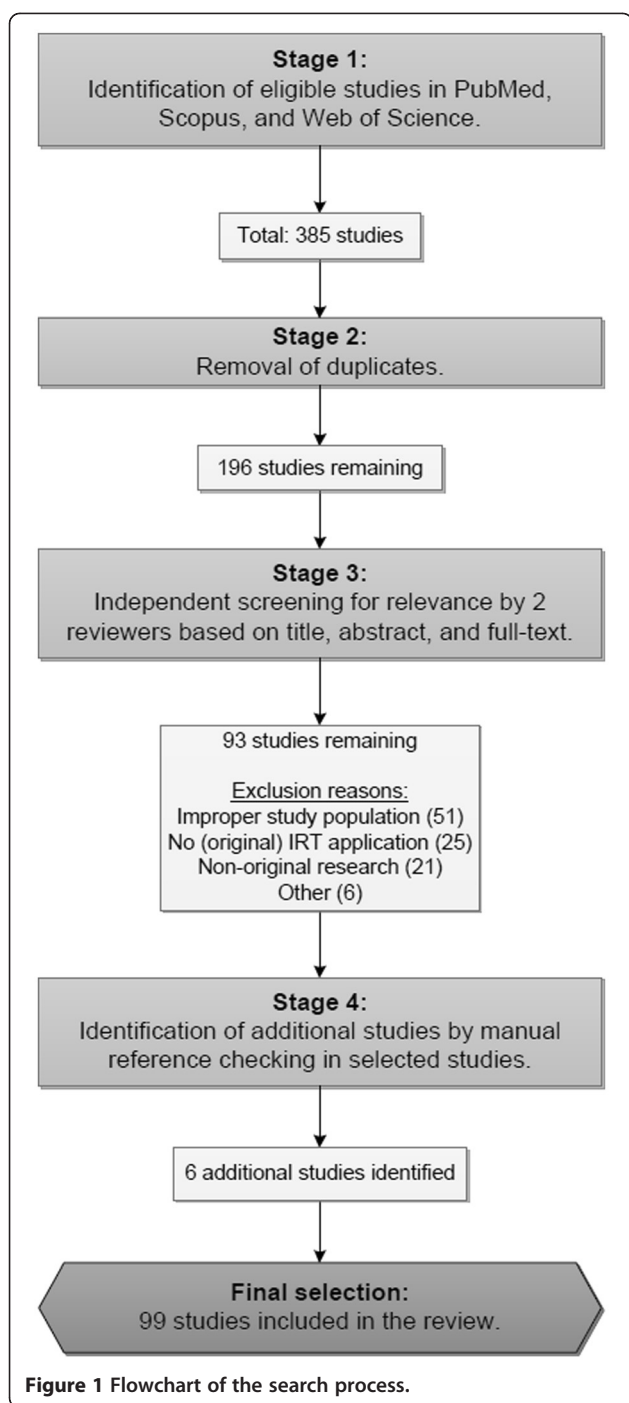 Stage 1:
Identification of eligible studies in PubMed,
Scopus, and Web of Science.
Total: 385 studies
Stage 2:
Removal of duplicates.
196 studies remaining
Stage 3:
Independent screening for relevance by 2
reviewers based on title, abstract, and full-text.
93 studies remaining
Exclusion reasons:
Improper study population (51)
No (original) IRT application (25)
Non-original research (21)
Other (6)
Stage 4:
Identification of additional studies by manual
reference checking in selected studies.
6 additional studies identified
Final selection:
99 studies included in the review.
Figure 1 Flowchart of the search process.